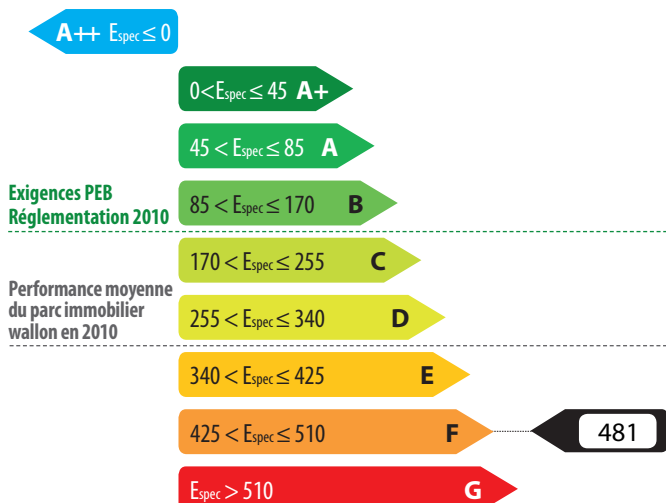 A++ Espec ≤ 0
0<Espec ≤ 45 A+
45 < Espec ≤ 85 A
Exigences PEB
Réglementation 2010
85 < Espec ≤ 170 B
170 < Espec ≤ 255 C
Performance moyenne
du parc immobilier
wallon en 2010
255 < Espec ≤ 340 D
340 < Espec ≤ 425 E
425 < Espec ≤ 510 F
481
Espec > 510 G